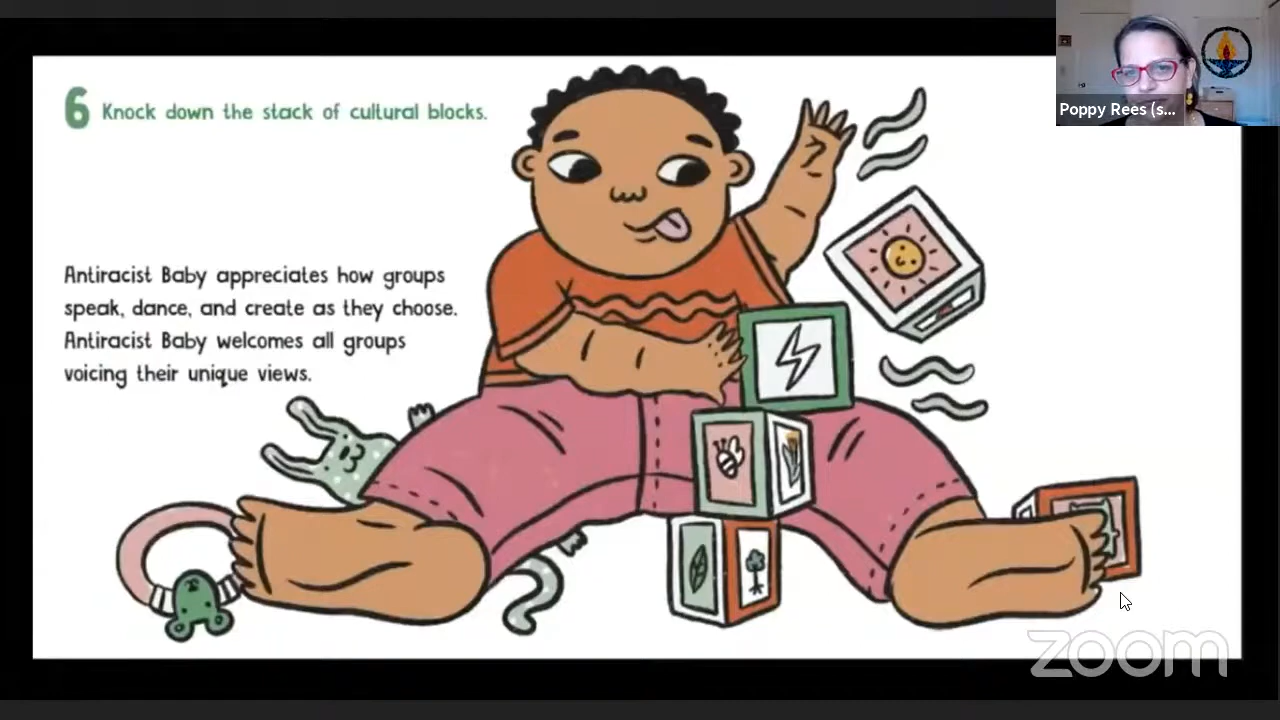 6 Knock down the stack of cultural blocks.
Antiracist Baby appreciates how groups
speak, dance, and create as they choose.
Antiracist Baby welcomes all groups
voicing their unique views.
Poppy Rees (s...
zoom